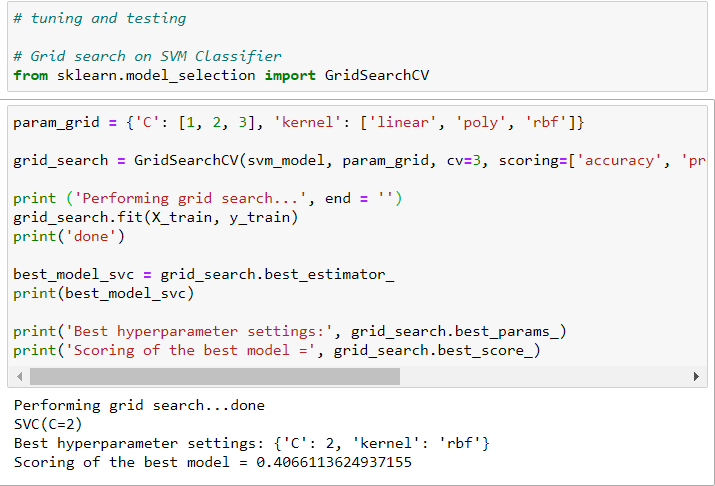 # tuning and testing
# Grid search on SVM Classifier
from sklearn.model_selection import GridSearchCV
param_grid = {'C': [1, 2, 3], 'kernel': ['linear', 'poly', 'rbf']}
grid_search = GridSearchCV(svm_model, param_grid, cv=3, scoring=['accuracy', 'pr
print ('Performing grid search...', end = '')
grid_search.fit(X_train, y_train)
print('done')
best_model_svc = grid_search.best_estimator_
print(best_model_svc)
print('Best hyperparameter settings:', grid_search.best_params_)
print('Scoring of the best model =', grid_search.best_score_)
Performing grid search...done
SVC(C=2)
Best hyperparameter settings: {'C': 2, 'kernel': 'rbf'}
Scoring of the best model = 0.4066113624937155